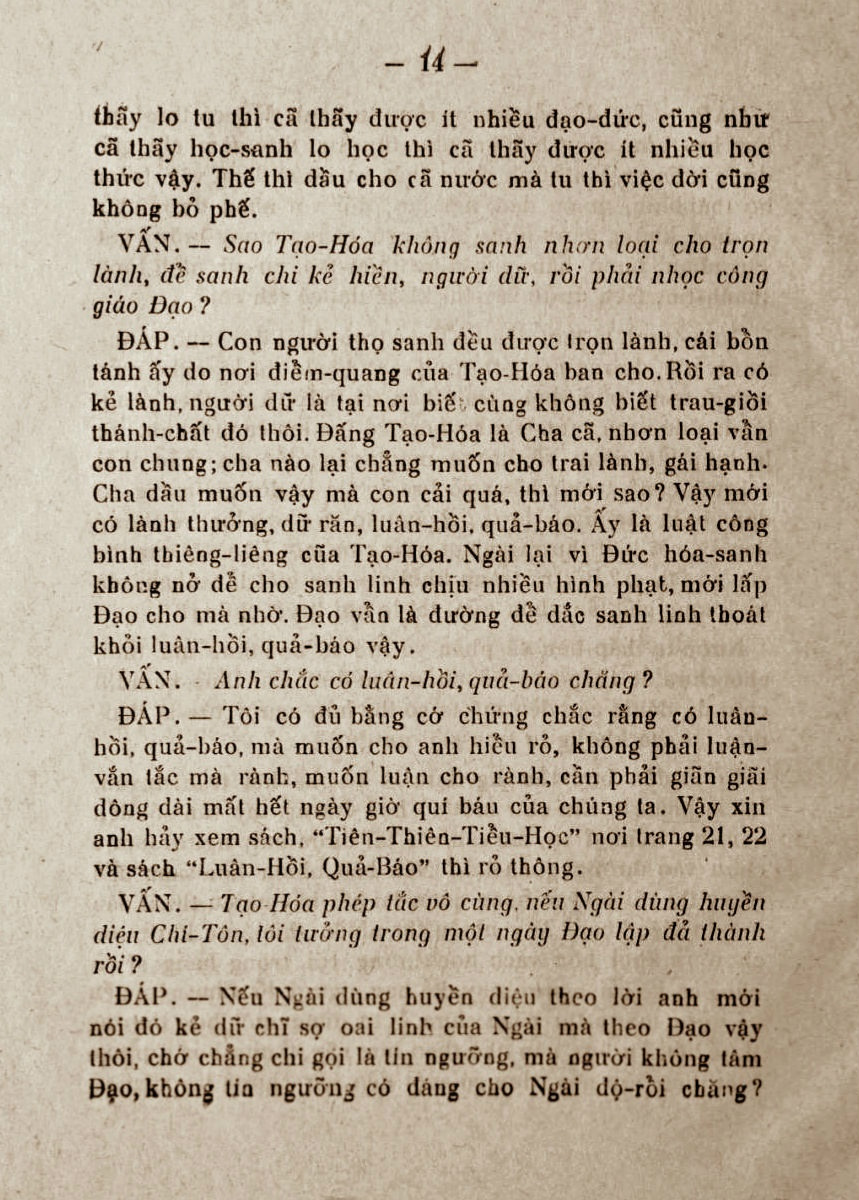 — 14 —
thãy lo tu thì cã thãy được ít nhiều đạo-đức, cũng như
cã thãy học-sanh lo học thì cã thãy được ít nhiều học
thức vậy. Thế thì dầu cho cã nước mà tu thì việc đời cũng
không bỏ phế.
VẤN. — Sao Tạo-Hóa không sanh nhơn loại cho trọn
lành, để sanh chi kẻ hiền, người dữ, rồi phải nhọc công
giáo Đạo ?
ĐÁP. — Con người thọ sanh đều được trọn lành, cái bổn
tánh ấy do nơi điểm-quang của Tạo-Hóa ban cho. Rồi ra có
kẻ lành, người dữ là tại nơi biết cùng không biết trau-giồi
thánh-chất đó thôi. Đấng Tạo-Hóa là Cha cã, nhơn loại vẫn
con chung; cha nào lại chẳng muốn cho trai lành, gái hạnh.
Cha dầu muốn vậy mà con cải quá, thì mới sao? Vậy mới
có lành thưởng, dữ răn, luân-hồi, quả-báo. Ấy là luật công
bình thiêng-liêng cũa Tạo-Hóa. Ngài lại vì Đức hóa-sanh
không nở để cho sanh linh chịu nhiều hình phạt, mới lấp
Đạo cho mà nhờ. Đạo vẫn là đường để dắc sanh linh thoát
khỏi luân-hồi, quả-báo vậy.
VẤN. - Anh chắc có luân-hồi, quả-báo chăng ?
ĐÁP. — Tôi có đủ bằng cớ chứng chắc rằng có luân-
hồi, quả-báo, mà muốn cho anh hiểu rỏ, không phải luận-
vắn tắc mà rành, muốn luận cho rành, cần phải giãn giãi
dông dài mất hết ngày giờ quí báu của chúng ta. Vậy xin
anh hảy xem sách, “Tiên-Thiên-Tiểu-Học” nơi trang 21, 22
và sách “Luân-Hồi, Quả-Báo” thì rỏ thông.
VẤN. — Tạo-Hóa phép tắc vô cùng, nếu Ngài dùng huyền
diệu Chí-Tôn, tôi tưởng trong một ngày Đạo lập đả thành
rồi ?
ĐÁP. — Nếu Ngài dùng huyền diệu theo lời anh mới
nói đó kẻ dữ chĩ sợ oai linh của Ngài mà theo Đạo vậy
thôi, chớ chẳng chi gọi là tín ngưỡng, mà người không tâm
Đạo, không tín ngưỡng có đáng cho Ngài độ-rồi chăng?